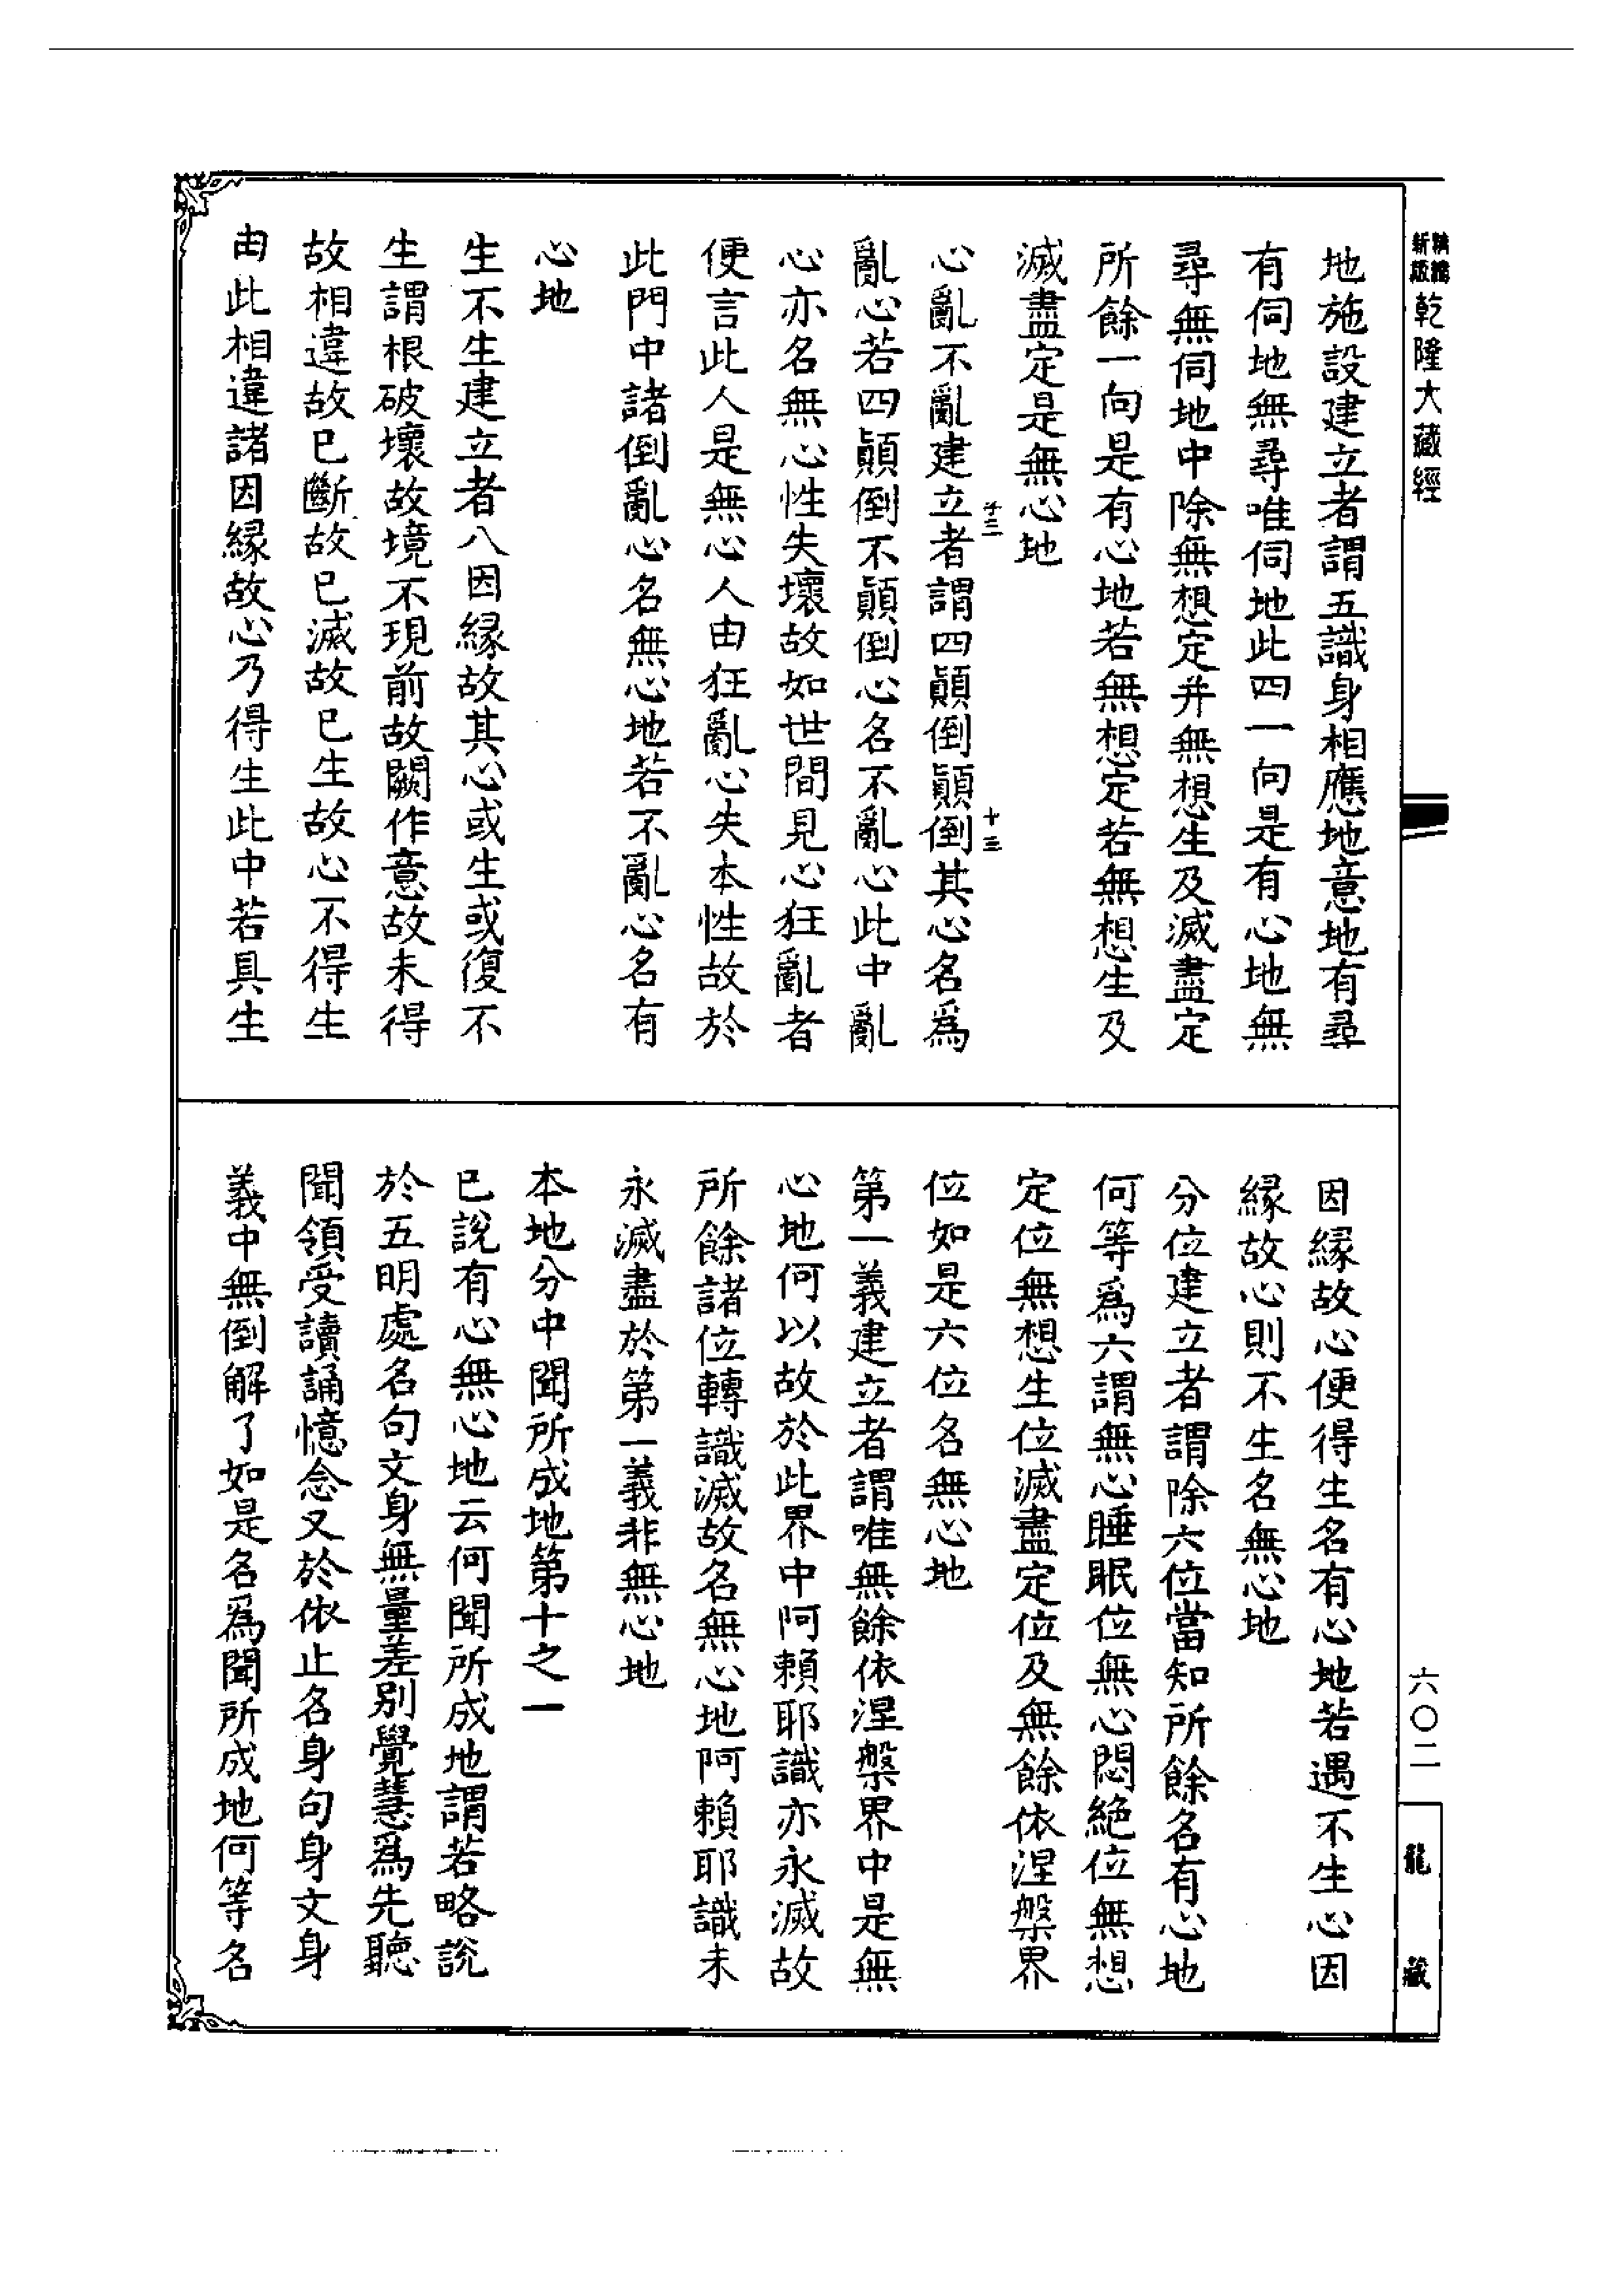 新編縮版 乾隆大藏經
地施設建立者謂五識身相應地意地有尋
有伺地無尋唯伺地此四一向是有心地無
尋無伺地中除無想定并無想生及滅盡定
所餘一向是有心地若無想定若無想生及
滅盡定是無心地
子三 十三
心亂不亂建立者謂四顛倒顛倒其心名爲
亂心若四顛倒不顛倒心名不亂心此中亂
心亦名無心性失壞故如世間見心狂亂者
便言此人是無心人由狂亂心失本性故於
此門中諸倒亂心名無心地若不亂心名有
心地
生不生建立者八因緣故其心或生或復不
生謂根破壞故境不現前故闕作意故未得
故相違故已斷故已滅故已生故心不得生
由此相違諸因緣故心乃得生此中若具生
因緣故心便得生名有心地若遇不生心因
緣故心則不生名無心地
分位建立者謂除六位當知所餘名有心地
何等爲六謂無心睡眠位無心悶絶位無想
定位無想生位滅盡定位及無餘依涅槃界
位如是六位名無心地
第一義建立者謂唯無餘依涅槃界中是無
心地何以故於此界中阿賴耶識亦永滅故
所餘諸位轉識滅故名無心地阿賴耶識未
永滅盡於第一義非無心地
本地分中聞所成地第十之一
已說有心無心地云何聞所成地謂若略說
於五明處名句文身無量差別覺慧爲先聽
聞領受讀誦憶念又於依止名身句身文身
義中無倒解了如是名爲聞所成地何等名
六〇二
龍藏